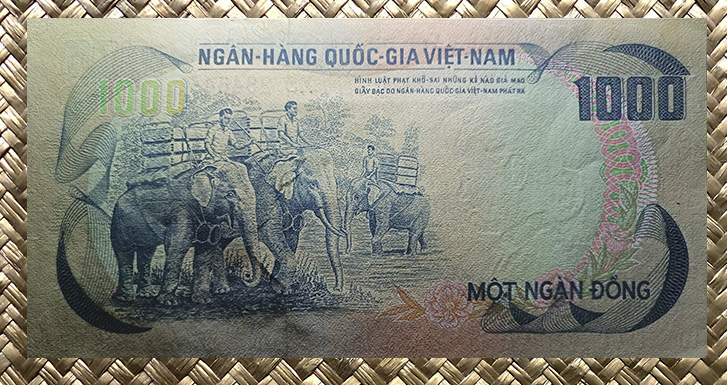 NGÂN-HÀNG QUỐC-GIA VIỆT-NAM
HÌNH LUẬT PHẠT KHỔ-SAI NHỮNG KẺ NÀO GIẢ MẠO
GIẤY BẠC DO NGÂN-HÀNG QUỐC-GIA VIỆT-NAM PHÁT RA
1000
1000
MỘT NGÀN ĐỒNG